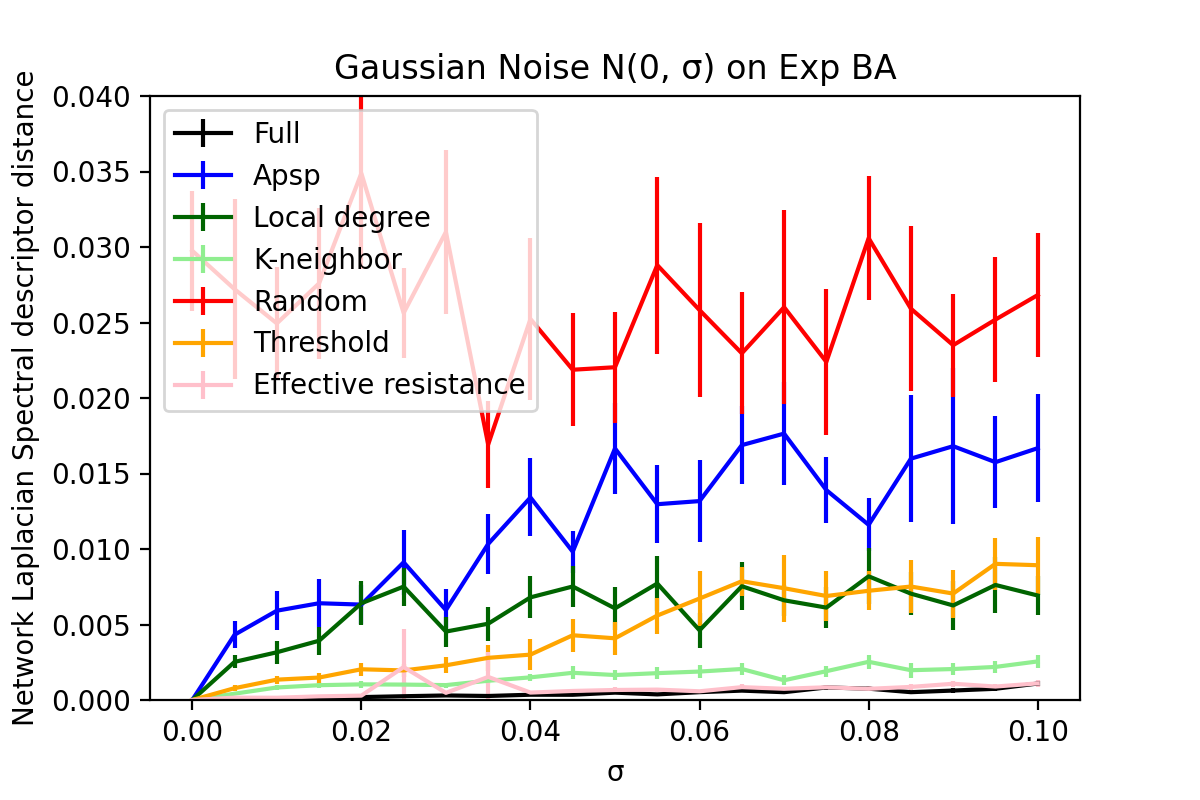 Gaussian Noise N(0, σ) on Exp BA
Network Laplacian Spectral descriptor distance
0.040
0.035
0.030
0.025
0.020
0.015
0.010
0.005
0.000
Full
Apsp
Local degree
K-neighbor
Random
Threshold
Effective resistance
0.00 0.02 0.04 0.06 0.08 0.10
σ